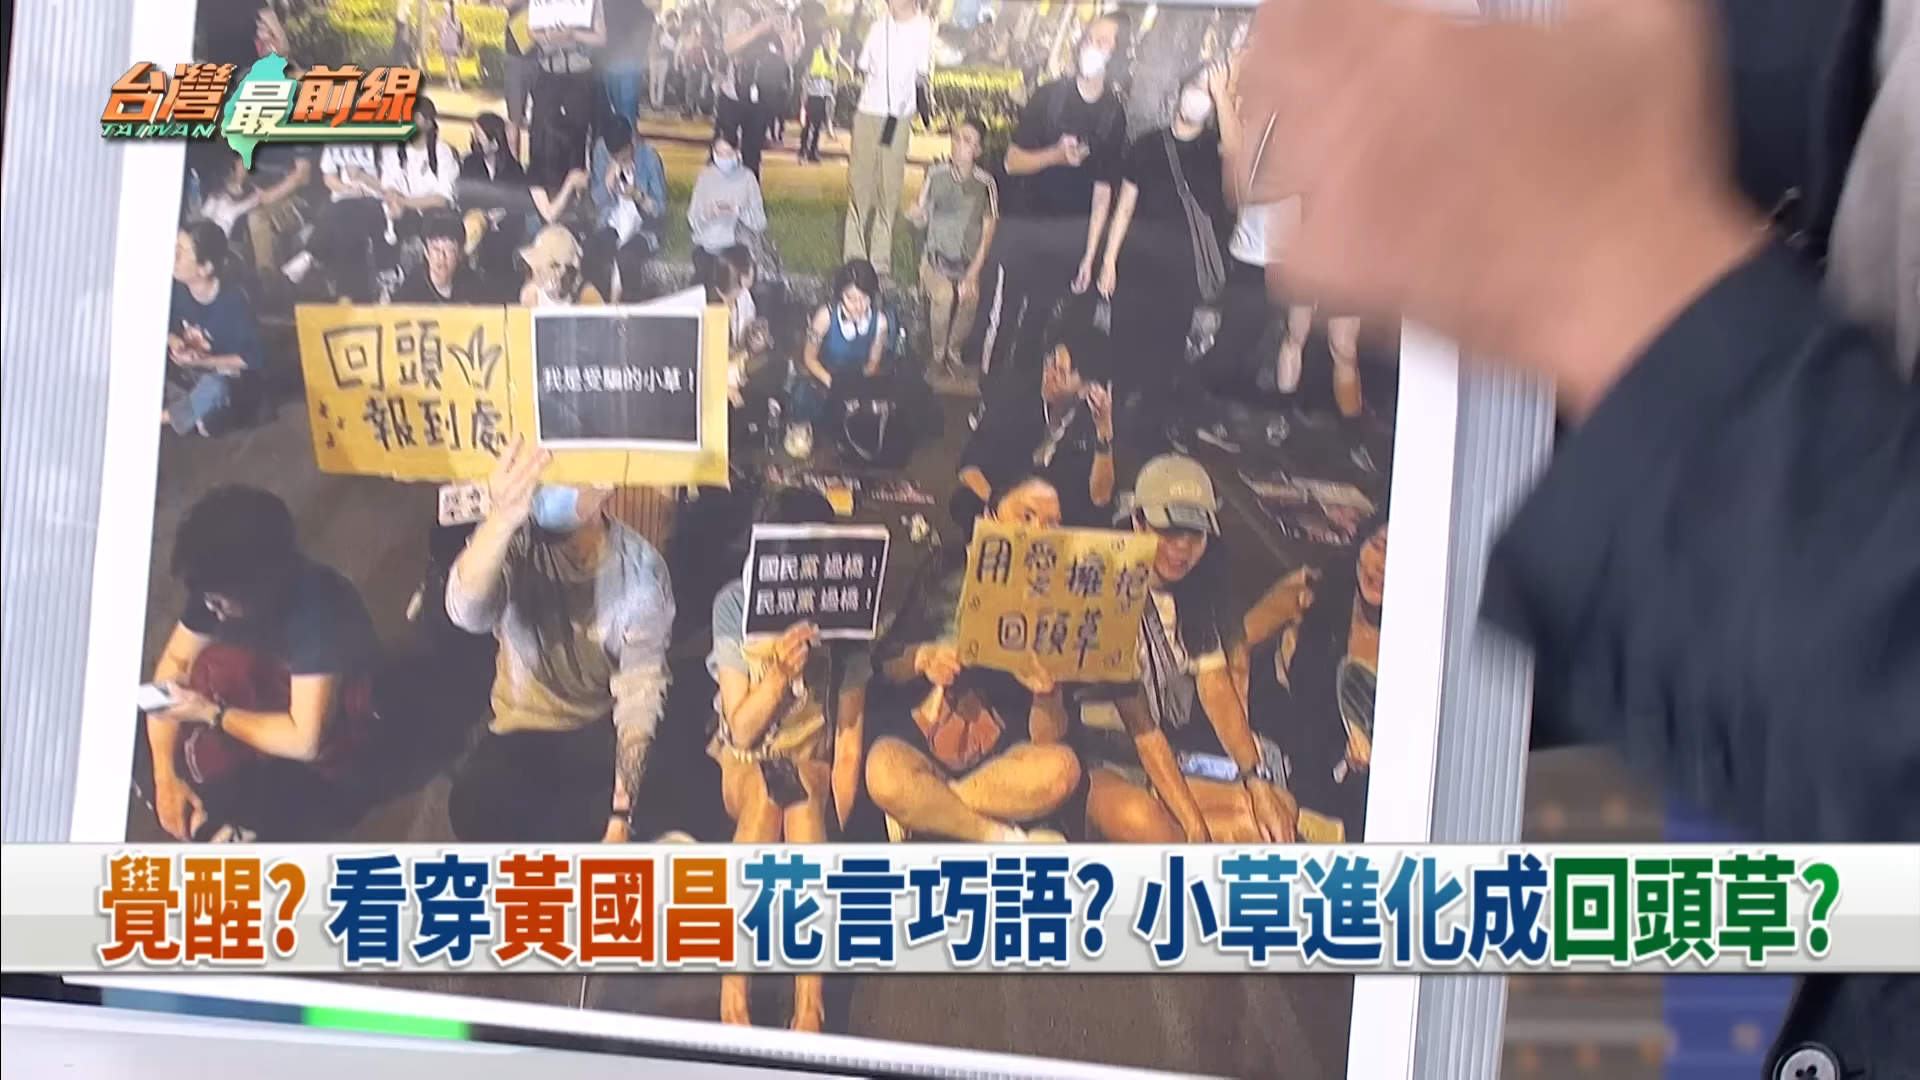 台灣最前線
TAIWAN
回頭
報到處
我是受騙的小草！
國民黨 過橋！
民眾黨 過橋！
用愛擁抱
回頭草
覺醒？看穿黃國昌花言巧語？小草進化成回頭草？